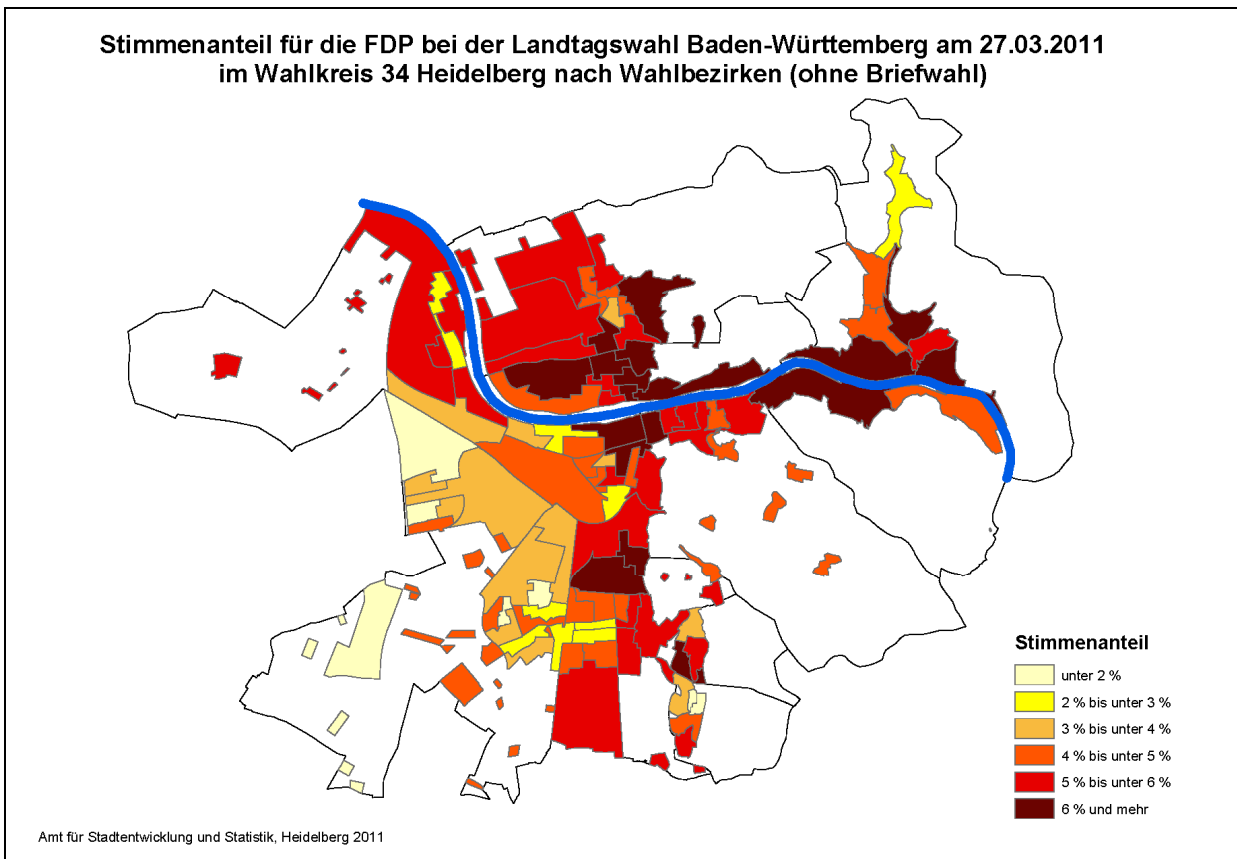 Stimmenanteil für die FDP bei der Landtagswahl Baden-Württemberg am 27.03.2011
im Wahlkreis 34 Heidelberg nach Wahlbezirken (ohne Briefwahl)
Stimmenanteil
unter 2 %
2 % bis unter 3 %
3 % bis unter 4 %
4 % bis unter 5 %
5 % bis unter 6 %
6 % und mehr
Amt für Stadtentwicklung und Statistik, Heidelberg 2011